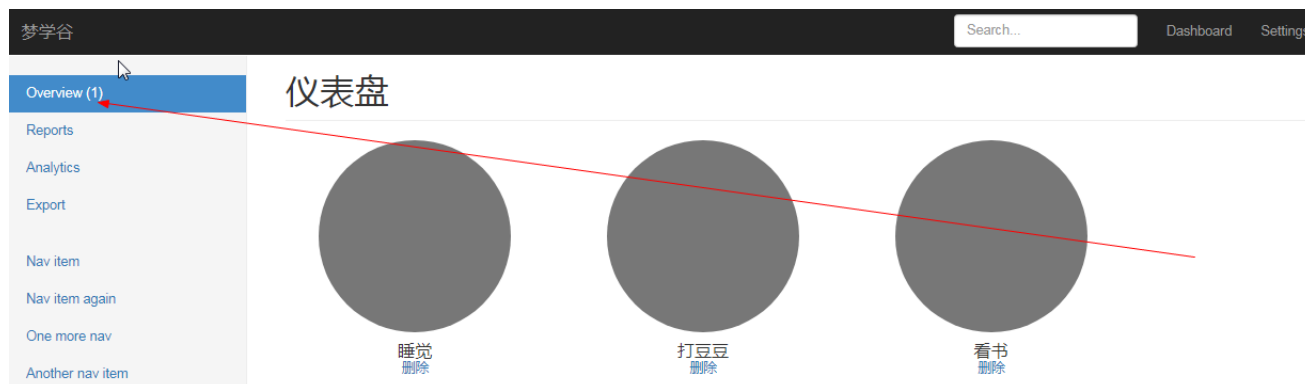 梦学谷
Search...
Dashboard
Settings
Overview (1)
Reports
Analytics
Export
Nav item
Nav item again
One more nav
Another nav item
仪表盘
睡觉
删除
打豆豆
删除
看书
删除